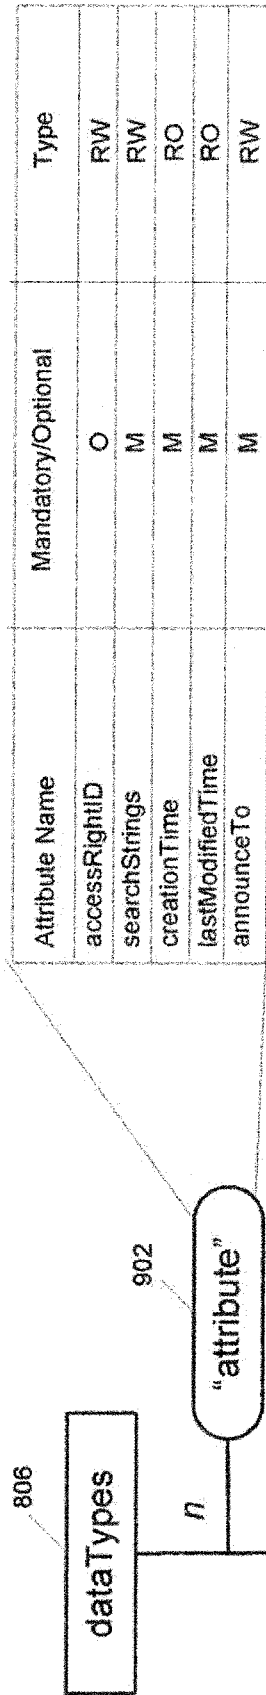 806
dataTypes
n
902
“attribute”
Attribute Name Mandatory/Optional Type
accessRightID O RW
searchStrings M RW
creationTime M RO
lastModifiedTime M RO
announceTo M RW